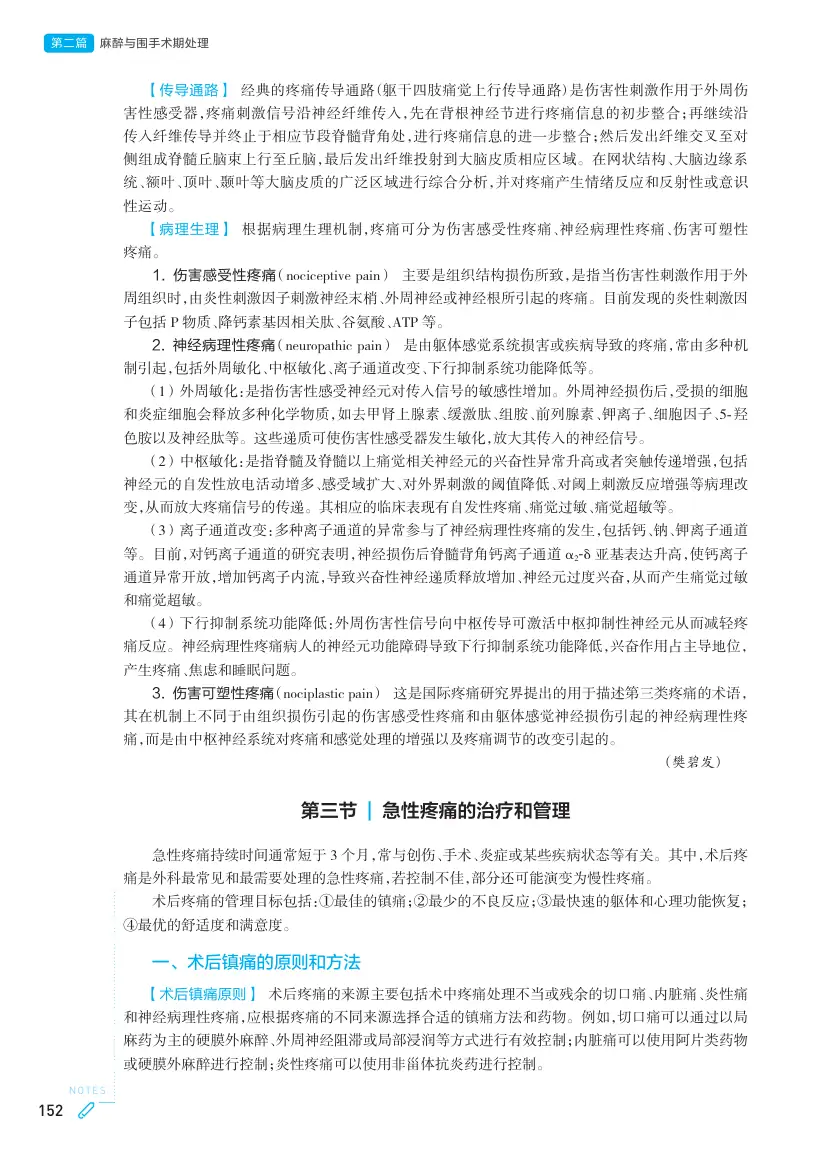 第二篇 麻醉与围手术期处理
【传导通路】 经典的疼痛传导通路(躯干四肢痛觉上行传导通路)是伤害性刺激作用于外周伤
害性感受器,疼痛刺激信号沿神经纤维传入,先在背根神经节进行疼痛信息的初步整合;再继续沿
传入纤维传导并终止于相应节段脊髓背角处,进行疼痛信息的进一步整合;然后发出纤维交叉至对
侧组成脊髓丘脑束上行至丘脑,最后发出纤维投射到大脑皮质相应区域。在网状结构、大脑边缘系
统、额叶、顶叶、颞叶等大脑皮质的广泛区域进行综合分析,并对疼痛产生情绪反应和反射性或意识
性运动。
【病理生理】 根据病理生理机制,疼痛可分为伤害感受性疼痛、神经病理性疼痛、伤害可塑性
疼痛。
1. 伤害感受性疼痛(nociceptive pain) 主要是组织结构损伤所致,是指当伤害性刺激作用于外
周组织时,由炎性刺激因子刺激神经末梢、外周神经或神经根所引起的疼痛。目前发现的炎性刺激因
子包括 P 物质、降钙素基因相关肽、谷氨酸、ATP 等。
2. 神经病理性疼痛(neuropathic pain) 是由躯体感觉系统损害或疾病导致的疼痛,常由多种机
制引起,包括外周敏化、中枢敏化、离子通道改变、下行抑制系统功能降低等。
(1)外周敏化:是指伤害性感受神经元对传入信号的敏感性增加。外周神经损伤后,受损的细胞
和炎症细胞会释放多种化学物质,如去甲肾上腺素、缓激肽、组胺、前列腺素、钾离子、细胞因子、5-羟
色胺以及神经肽等。这些递质可使伤害性感受器发生敏化,放大其传入的神经信号。
(2)中枢敏化:是指脊髓及脊髓以上痛觉相关神经元的兴奋性异常升高或者突触传递增强,包括
神经元的自发性放电活动增多、感受域扩大、对外界刺激的阈值降低、对阈上刺激反应增强等病理改
变,从而放大疼痛信号的传递。其相应的临床表现有自发性疼痛、痛觉过敏、痛觉超敏等。
(3)离子通道改变:多种离子通道的异常参与了神经病理性疼痛的发生,包括钙、钠、钾离子通道
等。目前,对钙离子通道的研究表明,神经损伤后脊髓背角钙离子通道 α₂-δ 亚基表达升高,使钙离子
通道异常开放,增加钙离子内流,导致兴奋性神经递质释放增加、神经元过度兴奋,从而产生痛觉过敏
和痛觉超敏。
(4)下行抑制系统功能降低:外周伤害性信号向中枢传导可激活中枢抑制性神经元从而减轻疼
痛反应。神经病理性疼痛病人的神经元功能障碍导致下行抑制系统功能降低,兴奋作用占主导地位,
产生疼痛、焦虑和睡眠问题。
3. 伤害可塑性疼痛(nociplastic pain) 这是国际疼痛研究界提出的用于描述第三类疼痛的术语,
其在机制上不同于由组织损伤引起的伤害感受性疼痛和由躯体感觉神经损伤引起的神经病理性疼
痛,而是由中枢神经系统对疼痛和感觉处理的增强以及疼痛调节的改变引起的。
(樊碧发)
第三节 | 急性疼痛的治疗和管理
急性疼痛持续时间通常短于 3 个月,常与创伤、手术、炎症或某些疾病状态等有关。其中,术后疼
痛是外科最常见和最需要处理的急性疼痛,若控制不佳,部分还可能演变为慢性疼痛。
术后疼痛的管理目标包括:①最佳的镇痛;②最少的不良反应;③最快速的躯体和心理功能恢复;
④最优的舒适度和满意度。
一、术后镇痛的原则和方法
【术后镇痛原则】 术后疼痛的来源主要包括术中疼痛处理不当或残余的切口痛、内脏痛、炎性痛
和神经病理性疼痛,应根据疼痛的不同来源选择合适的镇痛方法和药物。例如,切口痛可以通过以局
麻药为主的硬膜外麻醉、外周神经阻滞或局部浸润等方式进行有效控制;内脏痛可以使用阿片类药物
或硬膜外麻醉进行控制;炎性疼痛可以使用非甾体抗炎药进行控制。
NOTES
152